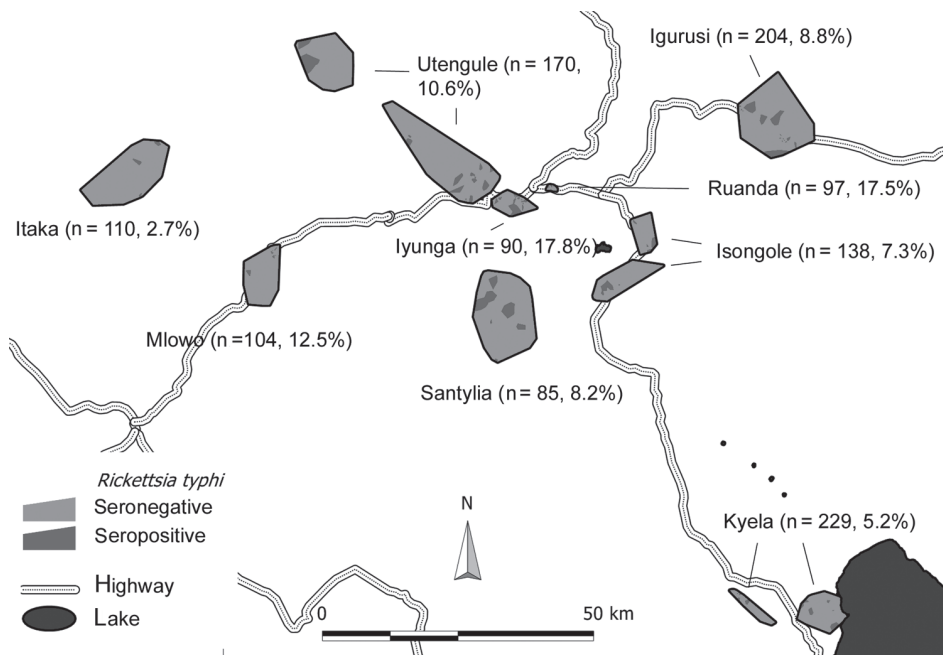 Igurusi (n = 204, 8.8%)
Utengule (n = 170,
10.6%)
Ruanda (n = 97, 17.5%)
Itaka (n = 110, 2.7%)
Iyunga (n = 90, 17.8%)
Isongole (n = 138, 7.3%)
Mlowo (n =104, 12.5%)
Santylia (n = 85, 8.2%)
Rickettsia typhi
Seronegative
Seropositive
Highway
Lake
N
Kyela (n = 229, 5.2%)
0 50 km